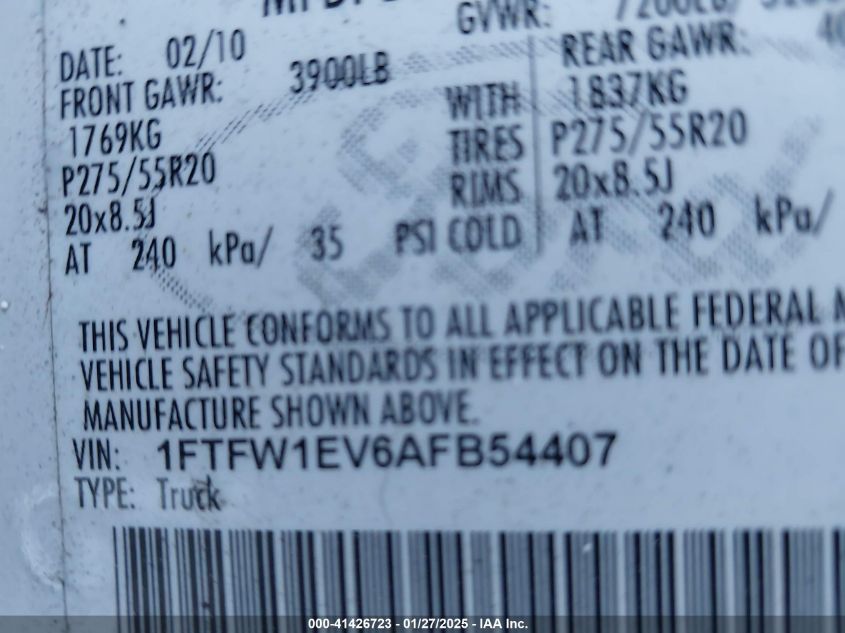 GVWR:
DATE: 02/10 REAR GAWR:
FRONT GAWR: 3900LB WITH 1837KG
1769KG TIRES P275/55R20
P275/55R20 RIMS 20x8.5J
20x8.5J PSI COLD AT 240 kPa/
AT 240 kPa/ 35
THIS VEHICLE CONFORMS TO ALL APPLICABLE FEDERAL M
VEHICLE SAFETY STANDARDS IN EFFECT ON THE DATE OF
MANUFACTURE SHOWN ABOVE.
VIN: 1FTFW1EV6AFB54407
TYPE: Truck
000-41426723 — 01/27/2025 - IAA Inc.